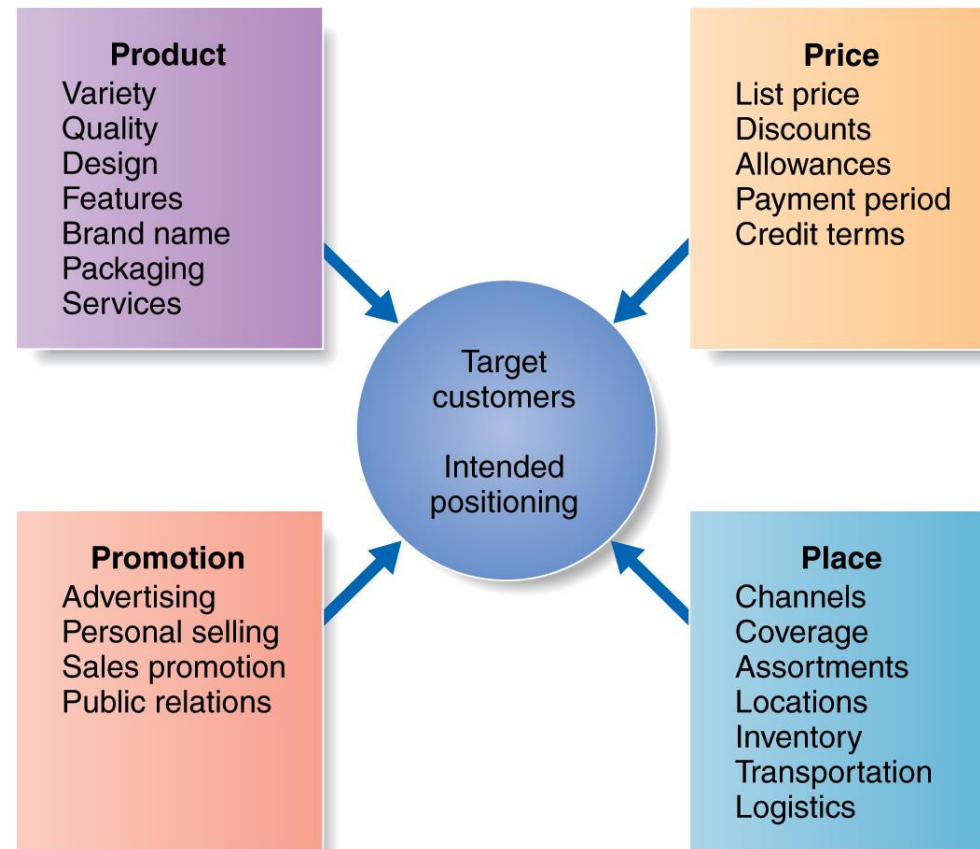 Product
Variety
Quality
Design
Features
Brand name
Packaging
Services
Price
List price
Discounts
Allowances
Payment period
Credit terms
Target
customers
Intended
positioning
Promotion
Advertising
Personal selling
Sales promotion
Public relations
Place
Channels
Coverage
Assortments
Locations
Inventory
Transportation
Logistics